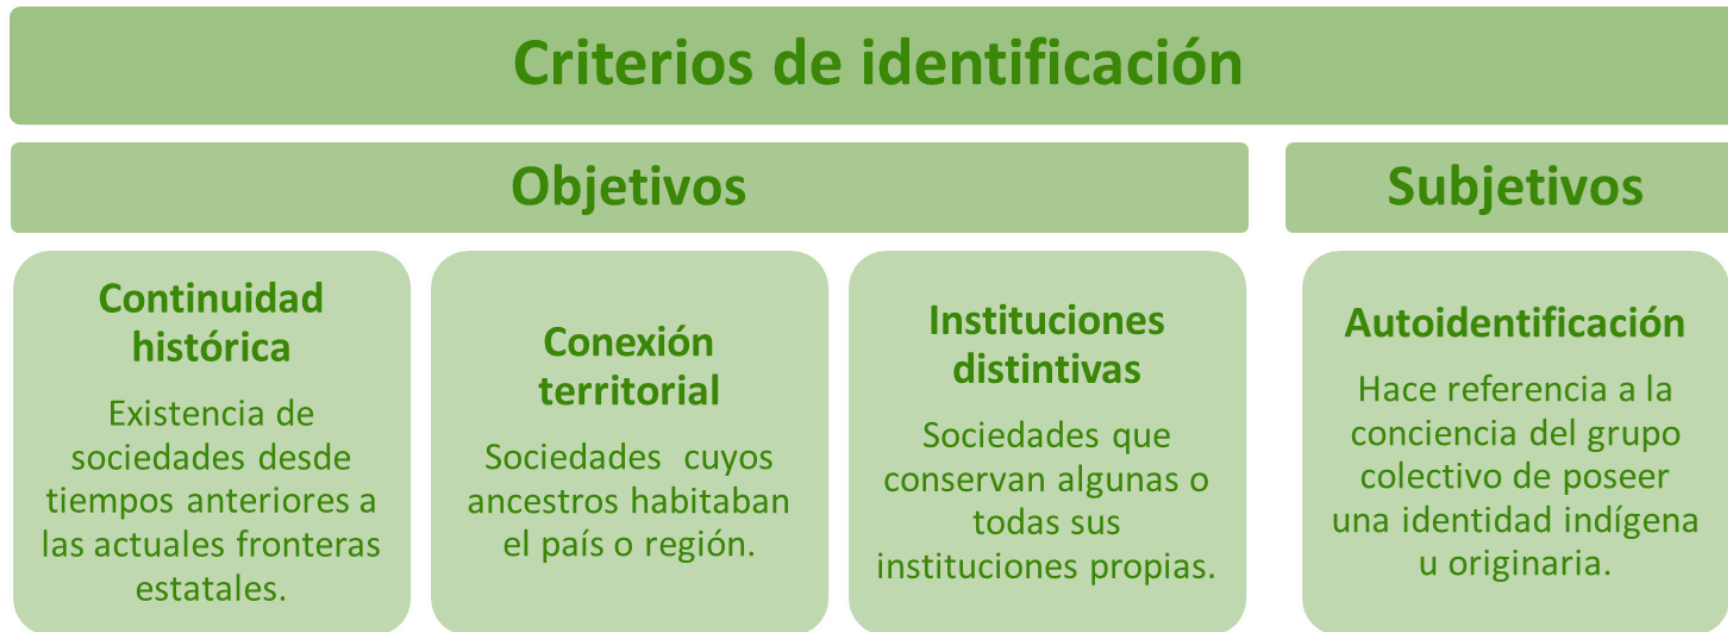 Criterios de identificación
Objetivos
Subjetivos
Continuidad
histórica
Existencia de
sociedades desde
tiempos anteriores a
las actuales fronteras
estatales.
Conexión
territorial
Sociedades cuyos
ancestros habitaban
el país o región.
Instituciones
distintivas
Sociedades que
conservan algunas o
todas sus
instituciones propias.
Autoidentificación
Hace referencia a la
conciencia del grupo
colectivo de poseer
una identidad indígena
u originaria.